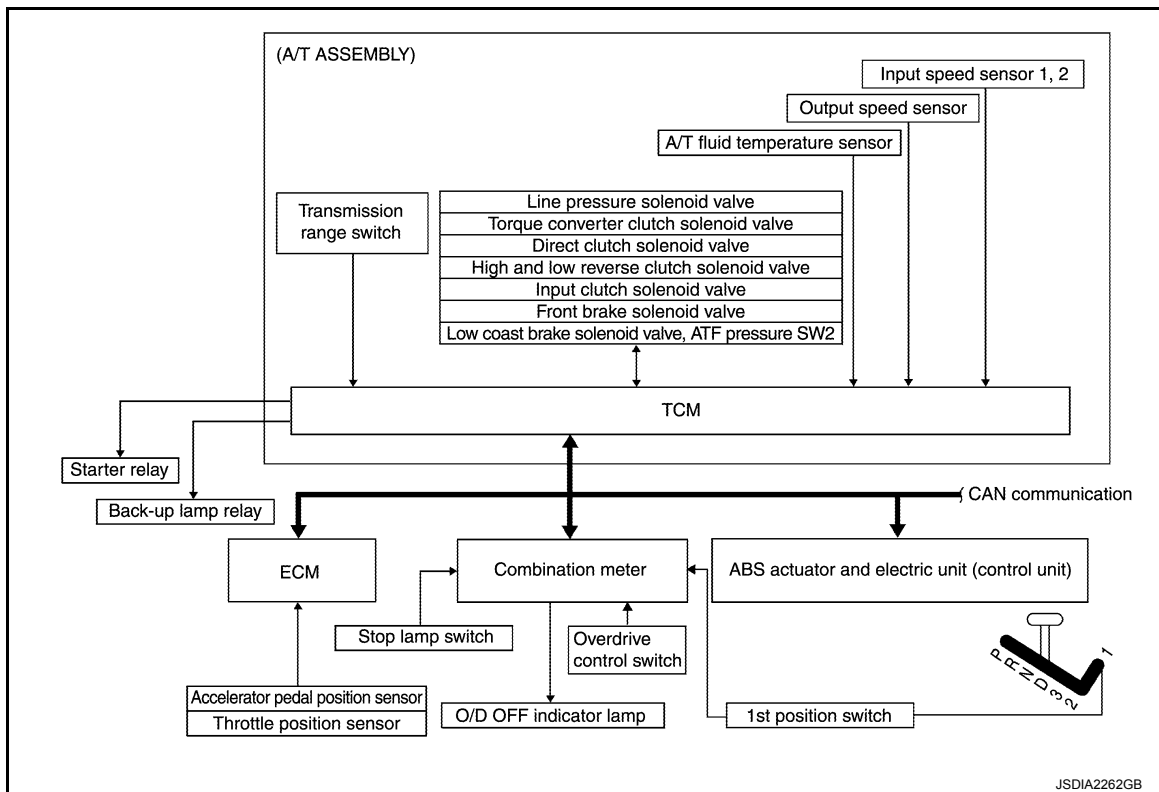 (A/T ASSEMBLY)
Input speed sensor 1, 2
Output speed sensor
A/T fluid temperature sensor
Transmission
range switch
Line pressure solenoid valve
Torque converter clutch solenoid valve
Direct clutch solenoid valve
High and low reverse clutch solenoid valve
Input clutch solenoid valve
Front brake solenoid valve
Low coast brake solenoid valve, ATF pressure SW2
TCM
Starter relay
Back-up lamp relay
CAN communication
ECM
Combination meter
ABS actuator and electric unit (control unit)
Stop lamp switch
Overdrive
control switch
Accelerator pedal position sensor
Throttle position sensor
O/D OFF indicator lamp
1st position switch
P R N D 3 2 1
JSDIA2262GB